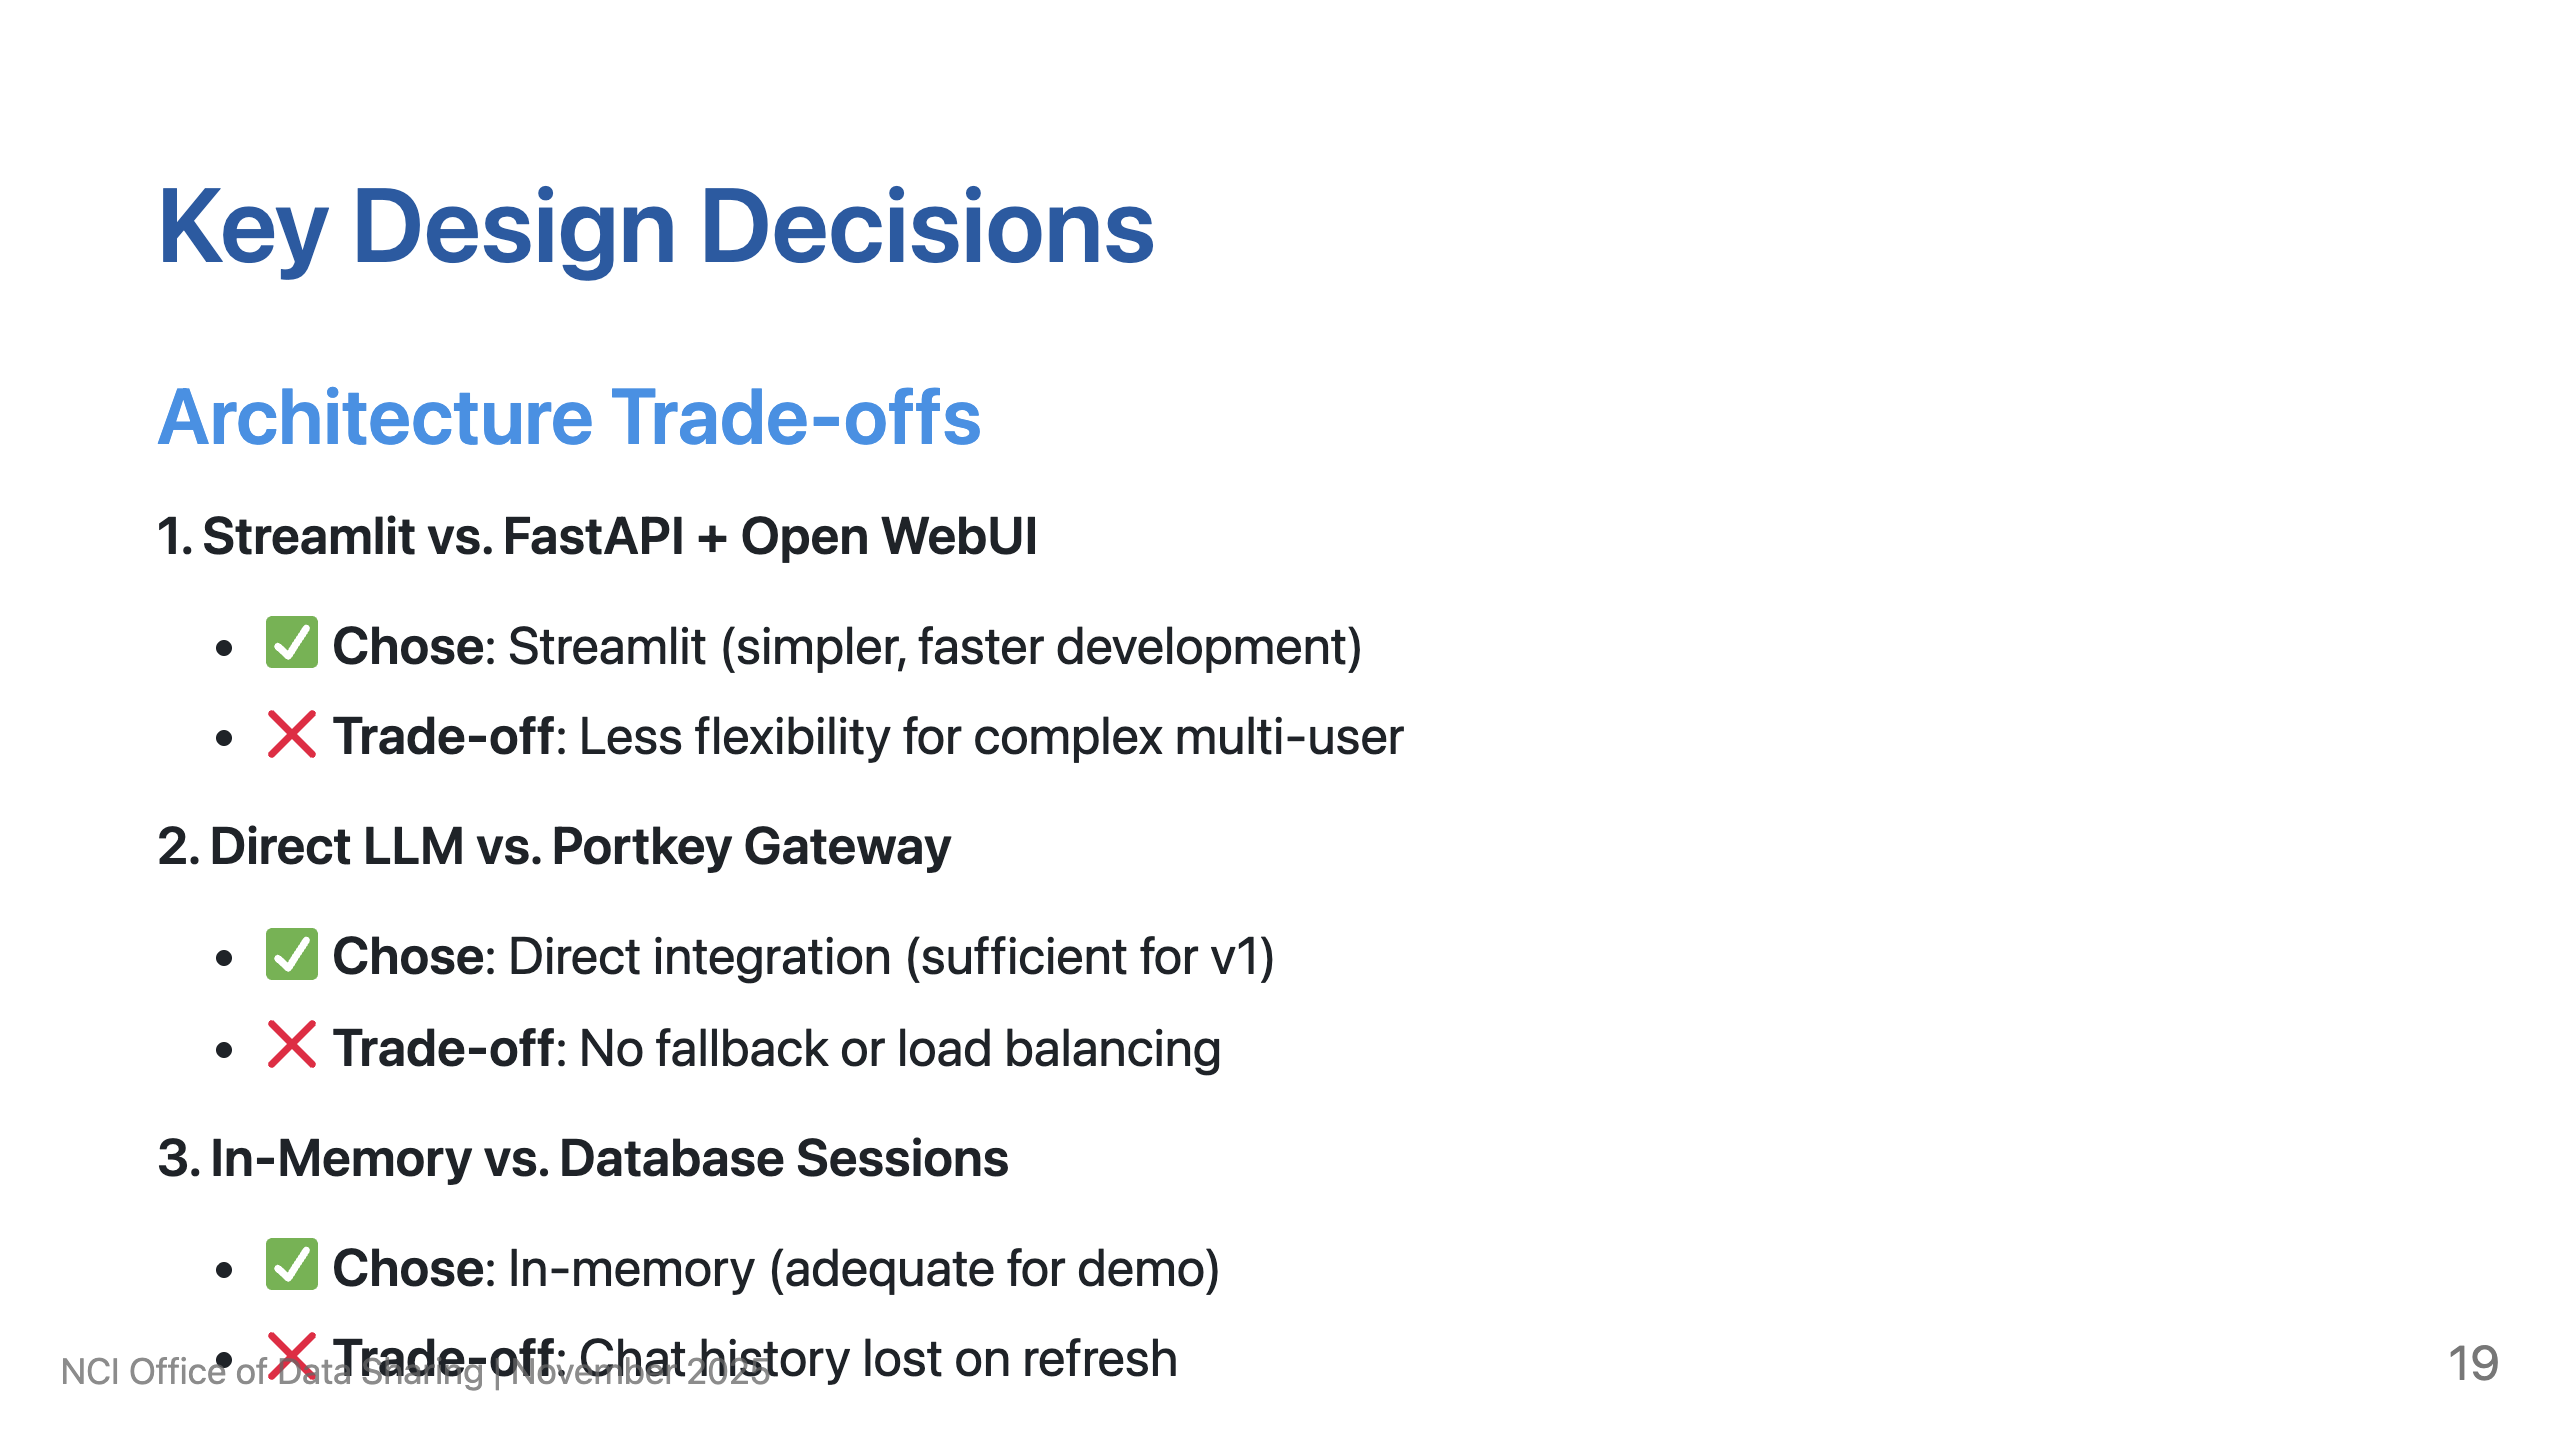 Key Design Decisions
Architecture Trade-offs
1. Streamlit vs. FastAPI + Open WebUI
• ✅ Chose: Streamlit (simpler, faster development)
• ❌ Trade-off: Less flexibility for complex multi-user
2. Direct LLM vs. Portkey Gateway
• ✅ Chose: Direct integration (sufficient for v1)
• ❌ Trade-off: No fallback or load balancing
3. In-Memory vs. Database Sessions
• ✅ Chose: In-memory (adequate for demo)
• ❌ Trade-off: Chat history lost on refresh
NCI Office of Data Sharing | November 2025
19